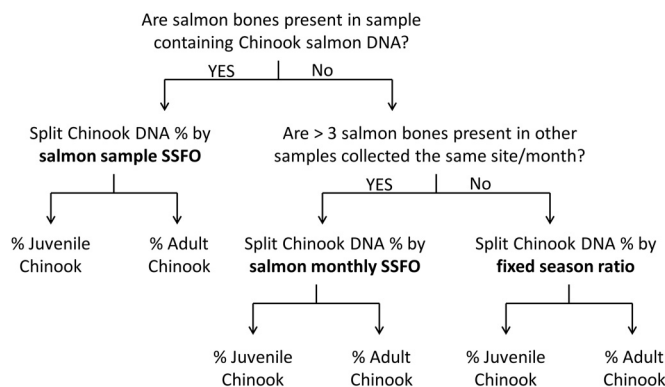 Are salmon bones present in sample
containing Chinook salmon DNA?
YES
No
Split Chinook DNA % by
salmon sample SSFO
Are > 3 salmon bones present in other
samples collected the same site/month?
YES
No
% Juvenile
Chinook
% Adult
Chinook
Split Chinook DNA % by
salmon monthly SSFO
Split Chinook DNA % by
fixed season ratio
% Juvenile
Chinook
% Adult
Chinook
% Juvenile
Chinook
% Adult
Chinook